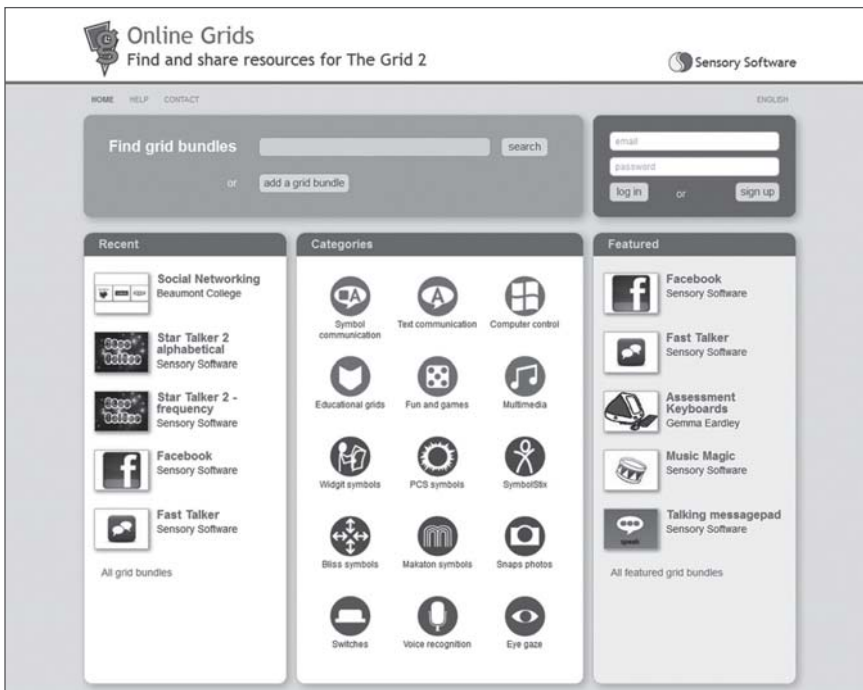 Online Grids
Find and share resources for The Grid 2
Sensory Software
HOME HELP CONTACT
ENGLISH
Find grid bundles
search
or
add a grid bundle
email
password
log in
or
sign up
Recent
Social Networking
Beaumont College
Star Talker 2
alphabetical
Sensory Software
Star Talker 2 -
frequency
Sensory Software
Facebook
Sensory Software
Fast Talker
Sensory Software
All grid bundles
Categories
Symbol
communication
Text communication
Computer control
Educational grids
Fun and games
Multimedia
Widgit symbols
PCS symbols
SymbolStix
Bliss symbols
Makaton symbols
Snaps photos
Switches
Voice recognition
Eye gaze
Featured
Facebook
Sensory Software
Fast Talker
Sensory Software
Assessment
Keyboards
Gemma Eardley
Music Magic
Sensory Software
Talking messagepad
Sensory Software
speak
All featured grid bundles